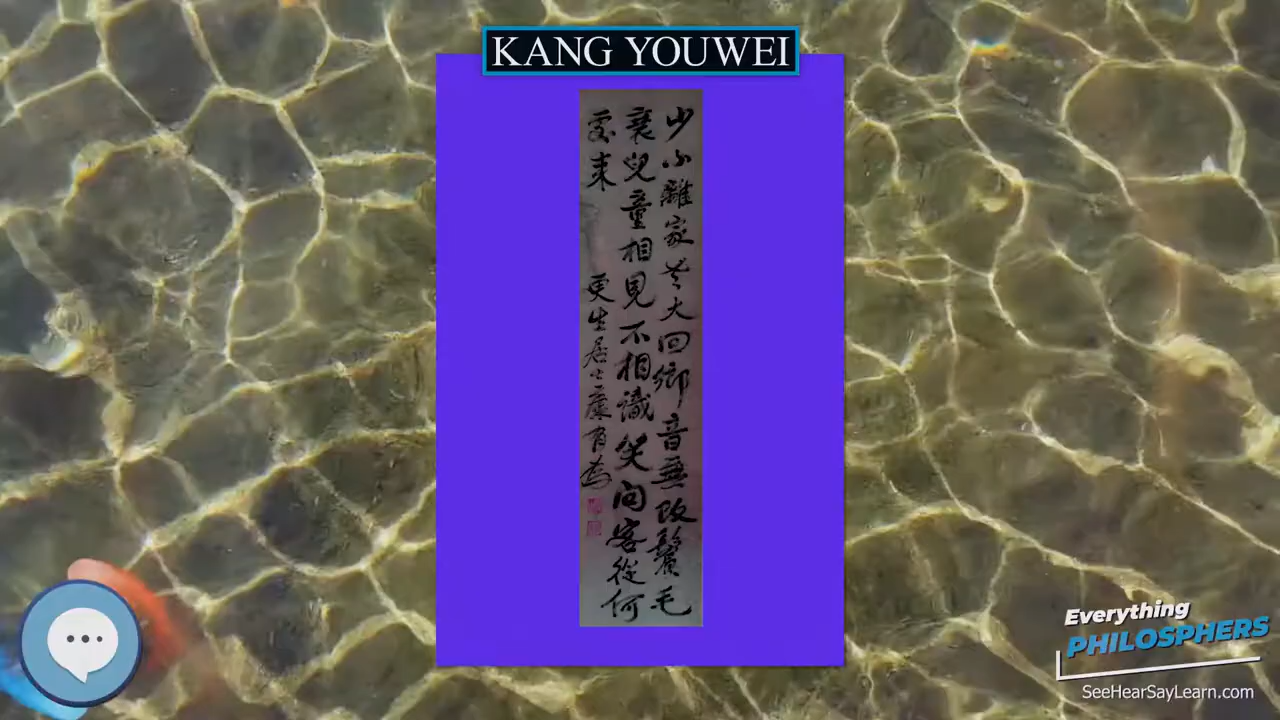 KANG YOUWEI
少小離家老大回鄉音無改鬢毛
衰兒童相見不相識笑問客從何
處来
更生居士康有為
Everything
PHILOSPHERS
SeeHearSayLearn.com